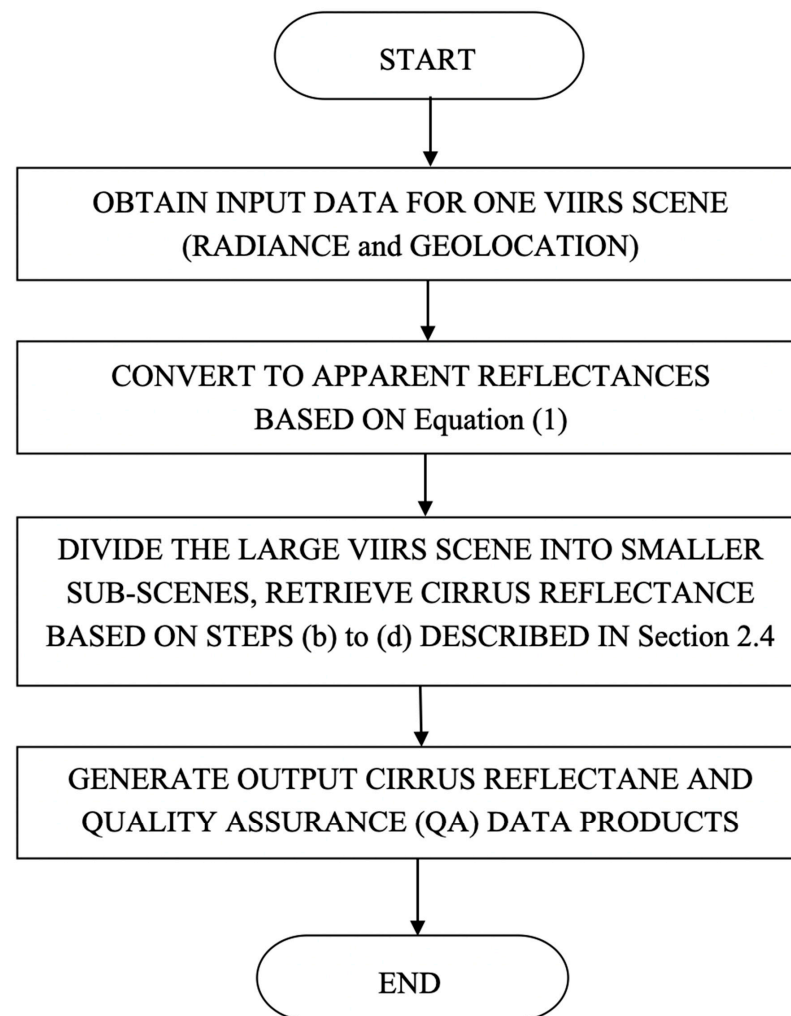 START
OBTAIN INPUT DATA FOR ONE VIIRS SCENE
(RADIANCE and GEOLOCATION)
CONVERT TO APPARENT REFLECTANCES
BASED ON Equation (1)
DIVIDE THE LARGE VIIRS SCENE INTO SMALLER
SUB-SCENES, RETRIEVE CIRRUS REFLECTANCE
BASED ON STEPS (b) to (d) DESCRIBED IN Section 2.4
GENERATE OUTPUT CIRRUS REFLECTANE AND
QUALITY ASSURANCE (QA) DATA PRODUCTS
END